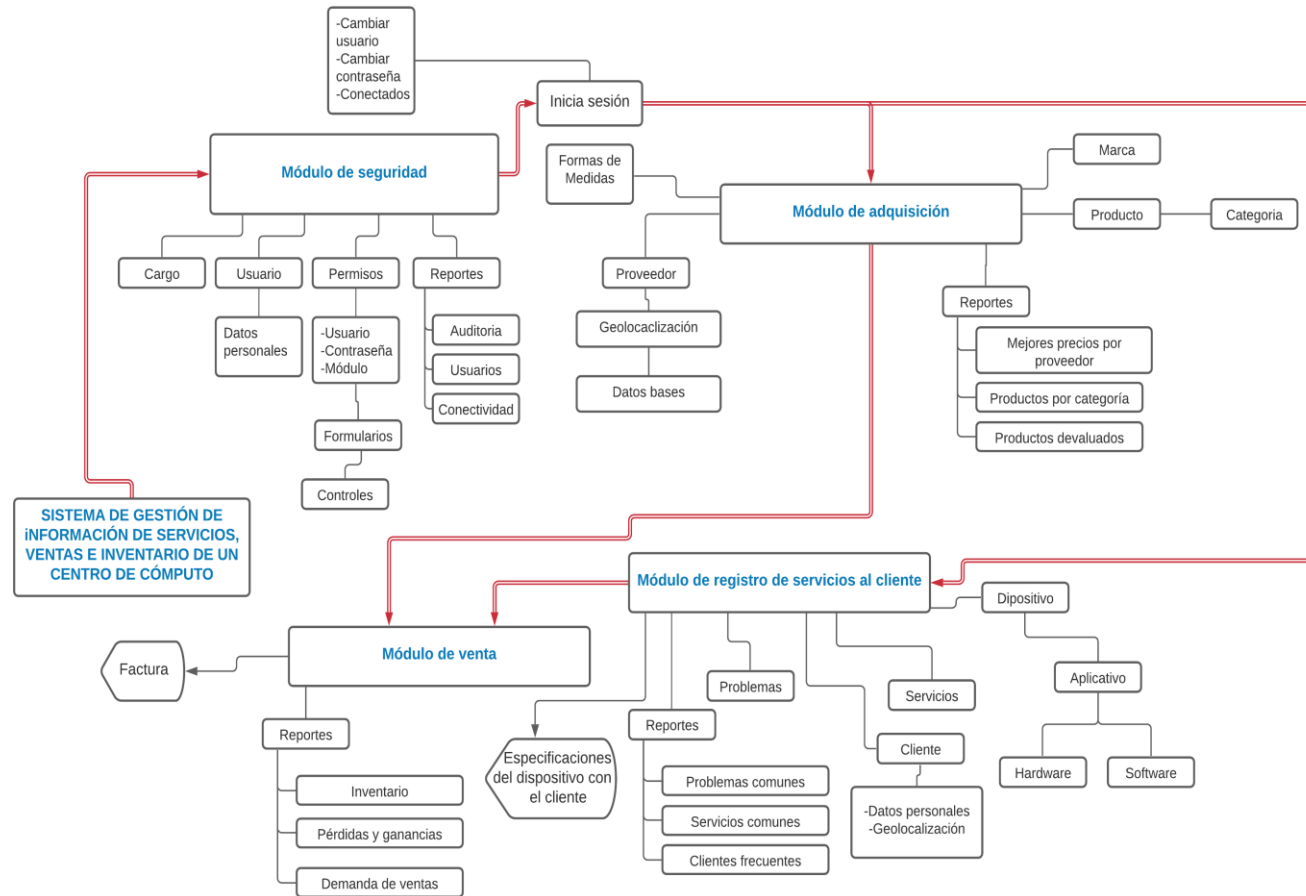 -Cambiar
usuario
-Cambiar
contraseña
-Conectados
Inicia sesión
Módulo de seguridad
Cargo
Usuario
Permisos
Reportes
Datos
personales
-Usuario
-Contraseña
-Módulo
Auditoria
Usuarios
Conectividad
Formularios
Controles
Formas de
Medidas
Módulo de adquisición
Marca
Producto
Categoria
Proveedor
Geolocaclización
Datos bases
Reportes
Mejores precios por
proveedor
Productos por categoría
Productos devaluados
SISTEMA DE GESTIÓN DE
iNFORMACIÓN DE SERVICIOS,
VENTAS E INVENTARIO DE UN
CENTRO DE CÓMPUTO
Módulo de registro de servicios al cliente
Dipositivo
Aplicativo
Hardware
Software
Problemas
Servicios
Reportes
Cliente
Especificaciones
del dispositivo con
el cliente
Problemas comunes
Servicios comunes
Clientes frecuentes
-Datos personales
-Geolocalización
Módulo de venta
Factura
Reportes
Inventario
Pérdidas y ganancias
Demanda de ventas